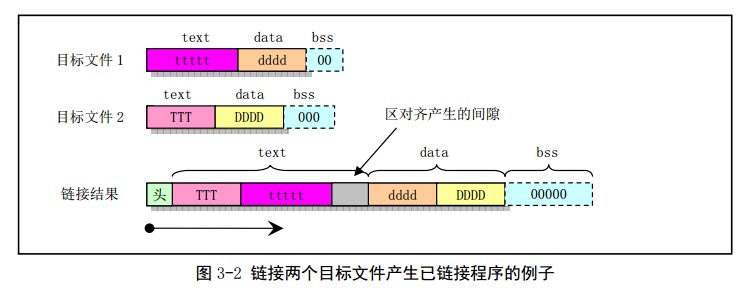 text data bss
目标文件 1 ttttt dddd 00
text data bss
目标文件 2 TTT DDDD 000
区对齐产生的间隙
text data bss
链接结果 头 TTT ttttt dddd DDDD 00000
图 3-2 链接两个目标文件产生已链接程序的例子